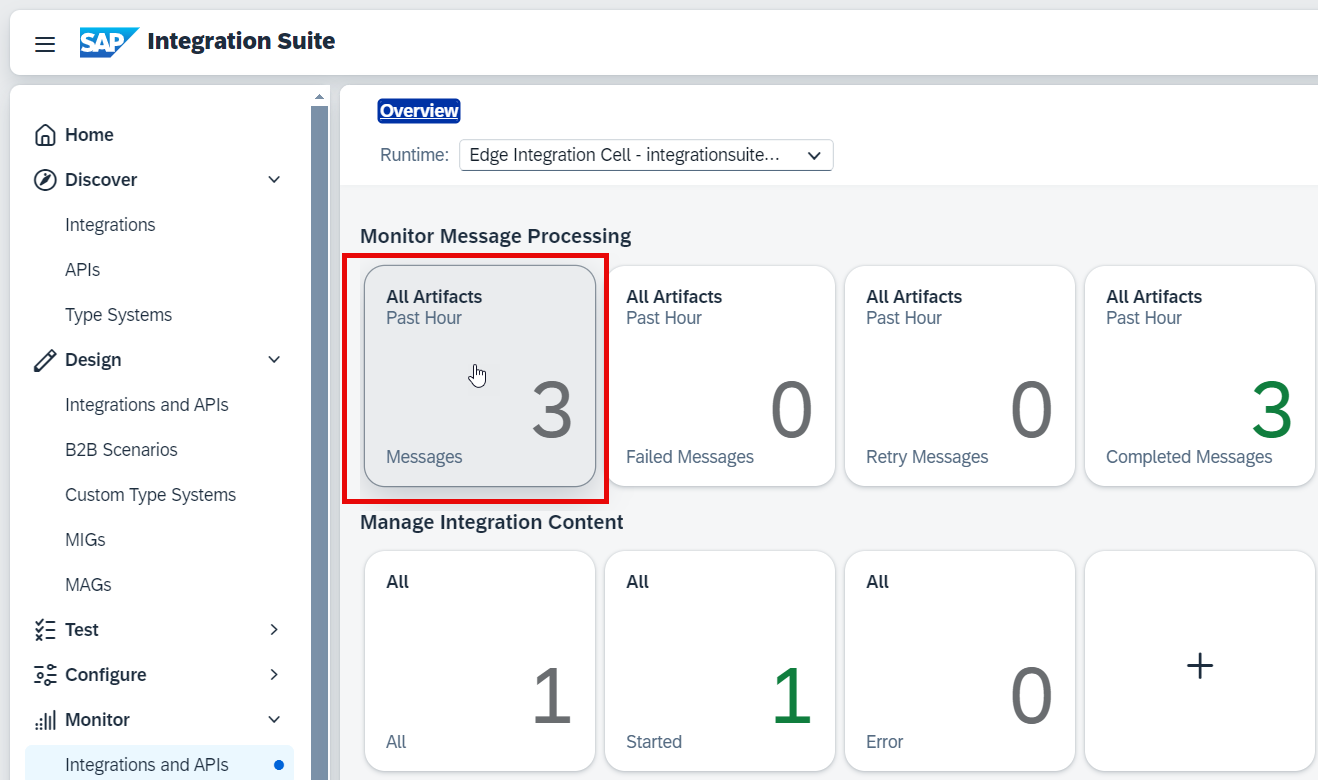 SAP Integration Suite
Home
Discover
Integrations
APIs
Type Systems
Design
Integrations and APIs
B2B Scenarios
Custom Type Systems
MIGs
MAGs
Test
Configure
Monitor
Integrations and APIs
Overview
Runtime: Edge Integration Cell - integrationsuite...
Monitor Message Processing
All Artifacts
Past Hour
3
Messages
All Artifacts
Past Hour
0
Failed Messages
All Artifacts
Past Hour
0
Retry Messages
All Artifacts
Past Hour
3
Completed Messages
Manage Integration Content
All
1
All
All
1
Started
All
0
Error